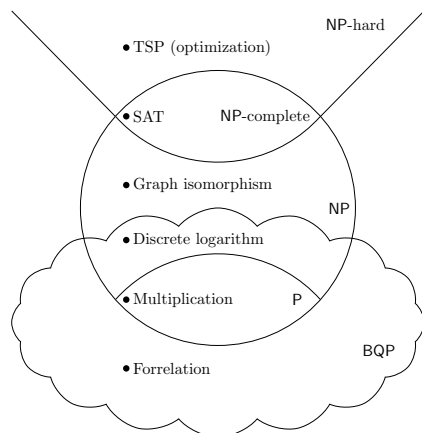 NP-hard
• TSP (optimization)
• SAT
NP-complete
• Graph isomorphism
NP
• Discrete logarithm
• Multiplication
P
BQP
• Forrelation